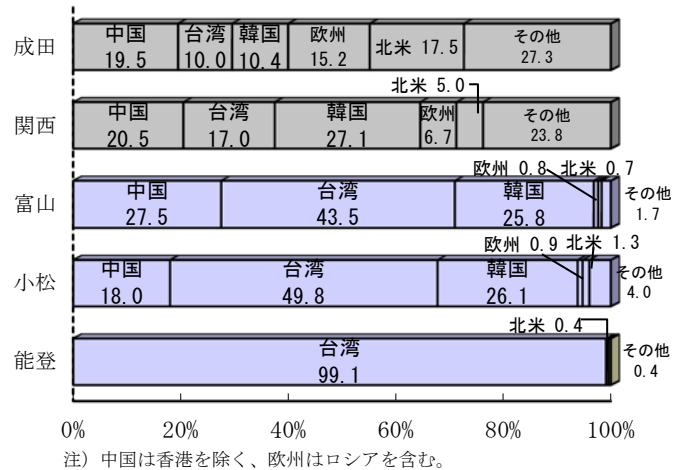 成田 中国 19.5 台湾 10.0 韓国 10.4 欧州 15.2 北米 17.5 その他 27.3
北米 5.0
関西 中国 20.5 台湾 17.0 韓国 27.1 欧州 6.7 その他 23.8
欧州 0.8 北米 0.7
富山 中国 27.5 台湾 43.5 韓国 25.8 その他 1.7
欧州 0.9 北米 1.3
小松 中国 18.0 台湾 49.8 韓国 26.1 その他 4.0
北米 0.4
能登 台湾 99.1 その他 0.4
0% 20% 40% 60% 80% 100%
注）中国は香港を除く、欧州はロシアを含む。